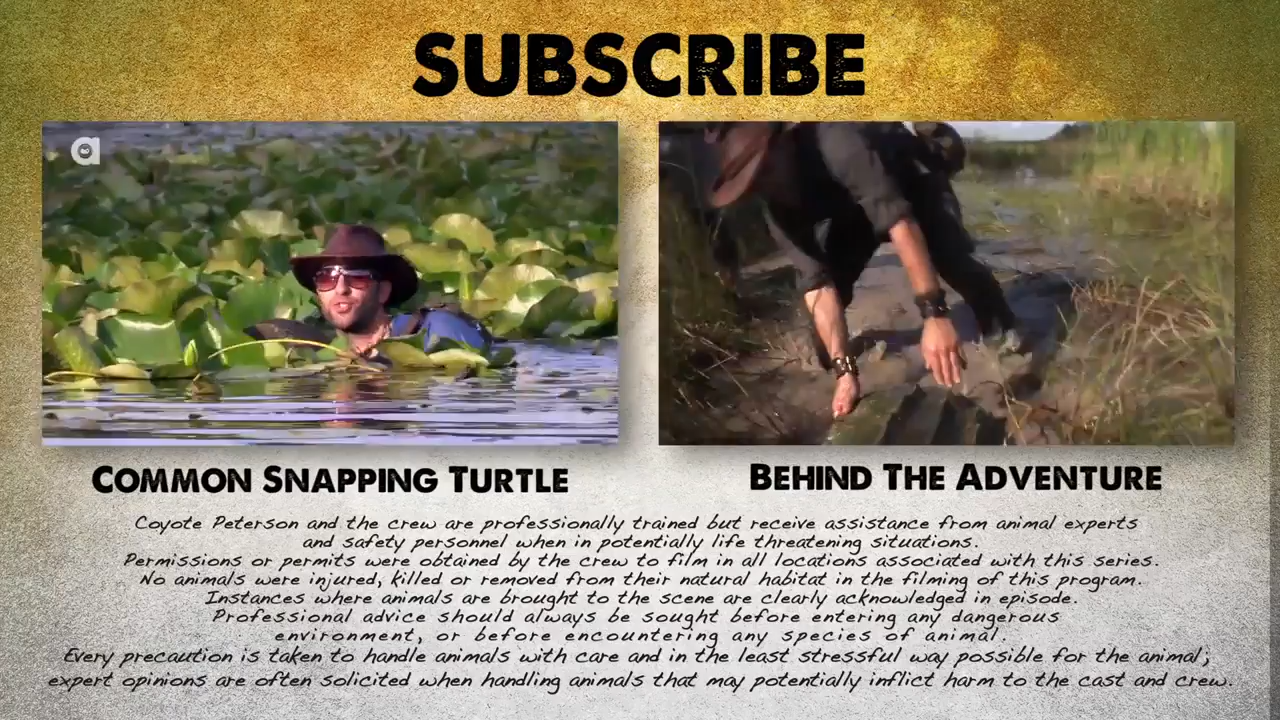 SUBSCRIBE
a
COMMON SNAPPING TURTLE
BEHIND THE ADVENTURE
Coyote Peterson and the crew are professionally trained but receive assistance from animal experts
and safety personnel when in potentially life threatening situations.
Permissions or permits were obtained by the crew to film in all locations associated with this series.
No animals were injured, killed or removed from their natural habitat in the filming of this program.
Instances where animals are brought to the scene are clearly acknowledged in episode.
Professional advice should always be sought before entering any dangerous
environment, or before encountering any species of animal.
Every precaution is taken to handle animals with care and in the least stressful way possible for the animal;
expert opinions are often solicited when handling animals that may potentially inflict harm to the cast and crew.